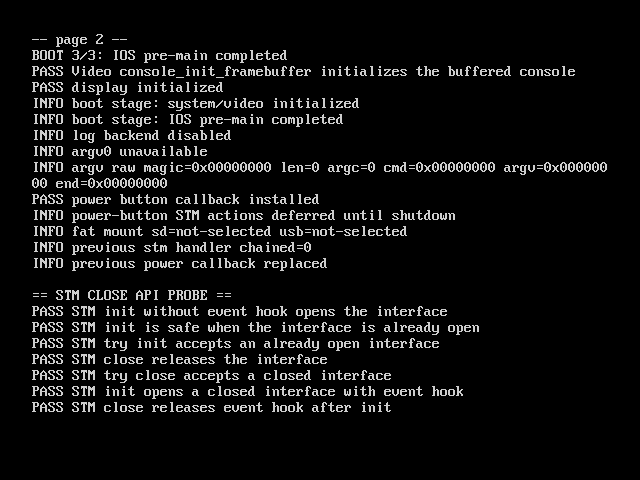 -- page 2 --
BOOT 3/3: IOS pre-main completed
PASS Video console_init_framebuffer initializes the buffered console
PASS display initialized
INFO boot stage: system/video initialized
INFO boot stage: IOS pre-main completed
INFO log backend disabled
INFO argv0 unavailable
INFO argv raw magic=0x00000000 len=0 argc=0 cmd=0x00000000 argv=0x000000
00 end=0x00000000
PASS power button callback installed
INFO power-button STM actions deferred until shutdown
INFO fat mount sd=not-selected usb=not-selected
INFO previous stm handler chained=0
INFO previous power callback replaced
== STM CLOSE API PROBE ==
PASS STM init without event hook opens the interface
PASS STM init is safe when the interface is already open
PASS STM try init accepts an already open interface
PASS STM close releases the interface
PASS STM try close accepts a closed interface
PASS STM init opens a closed interface with event hook
PASS STM close releases event hook after init